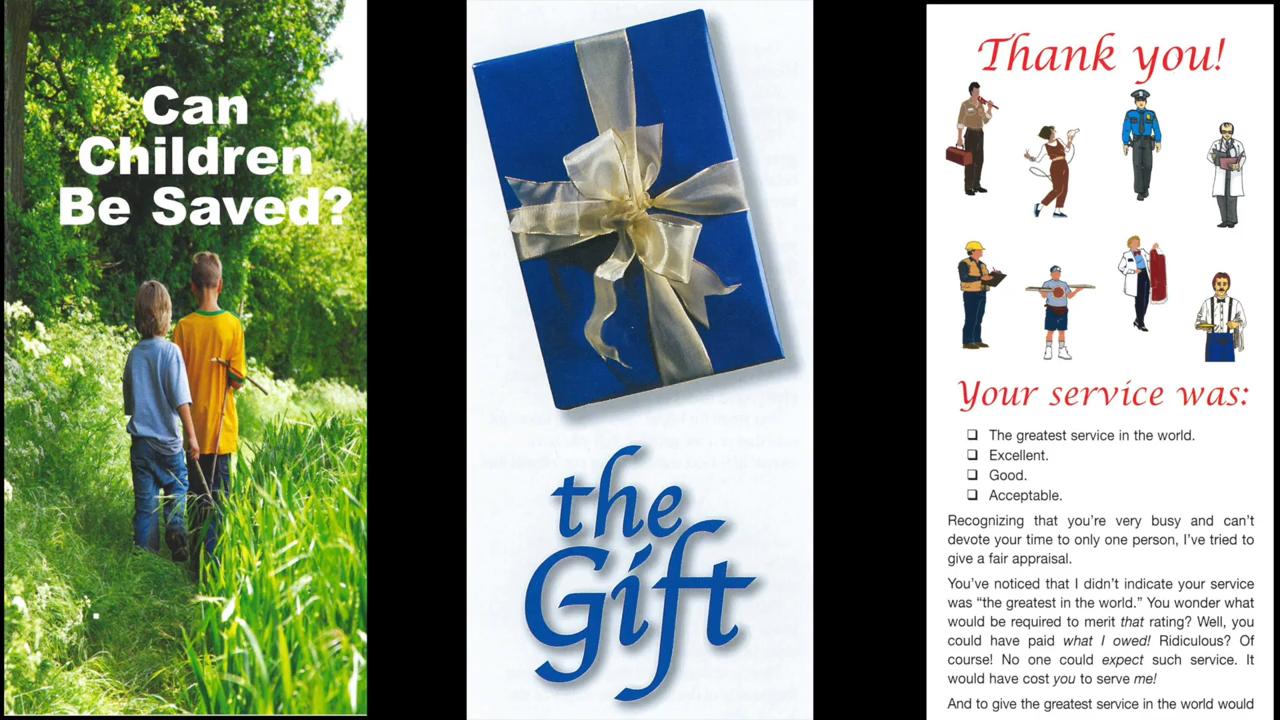 Can
Children
Be Saved?
the
Gift
Thank you!
Your service was:
❑ The greatest service in the world.
❑ Excellent.
❑ Good.
❑ Acceptable.
Recognizing that you're very busy and can't
devote your time to only one person, I've tried to
give a fair appraisal.
You've noticed that I didn't indicate your service
was "the greatest in the world." You wonder what
would be required to merit that rating? Well, you
could have paid what I owed! Ridiculous? Of
course! No one could expect such service. It
would have cost you to serve me!
And to give the greatest service in the world would